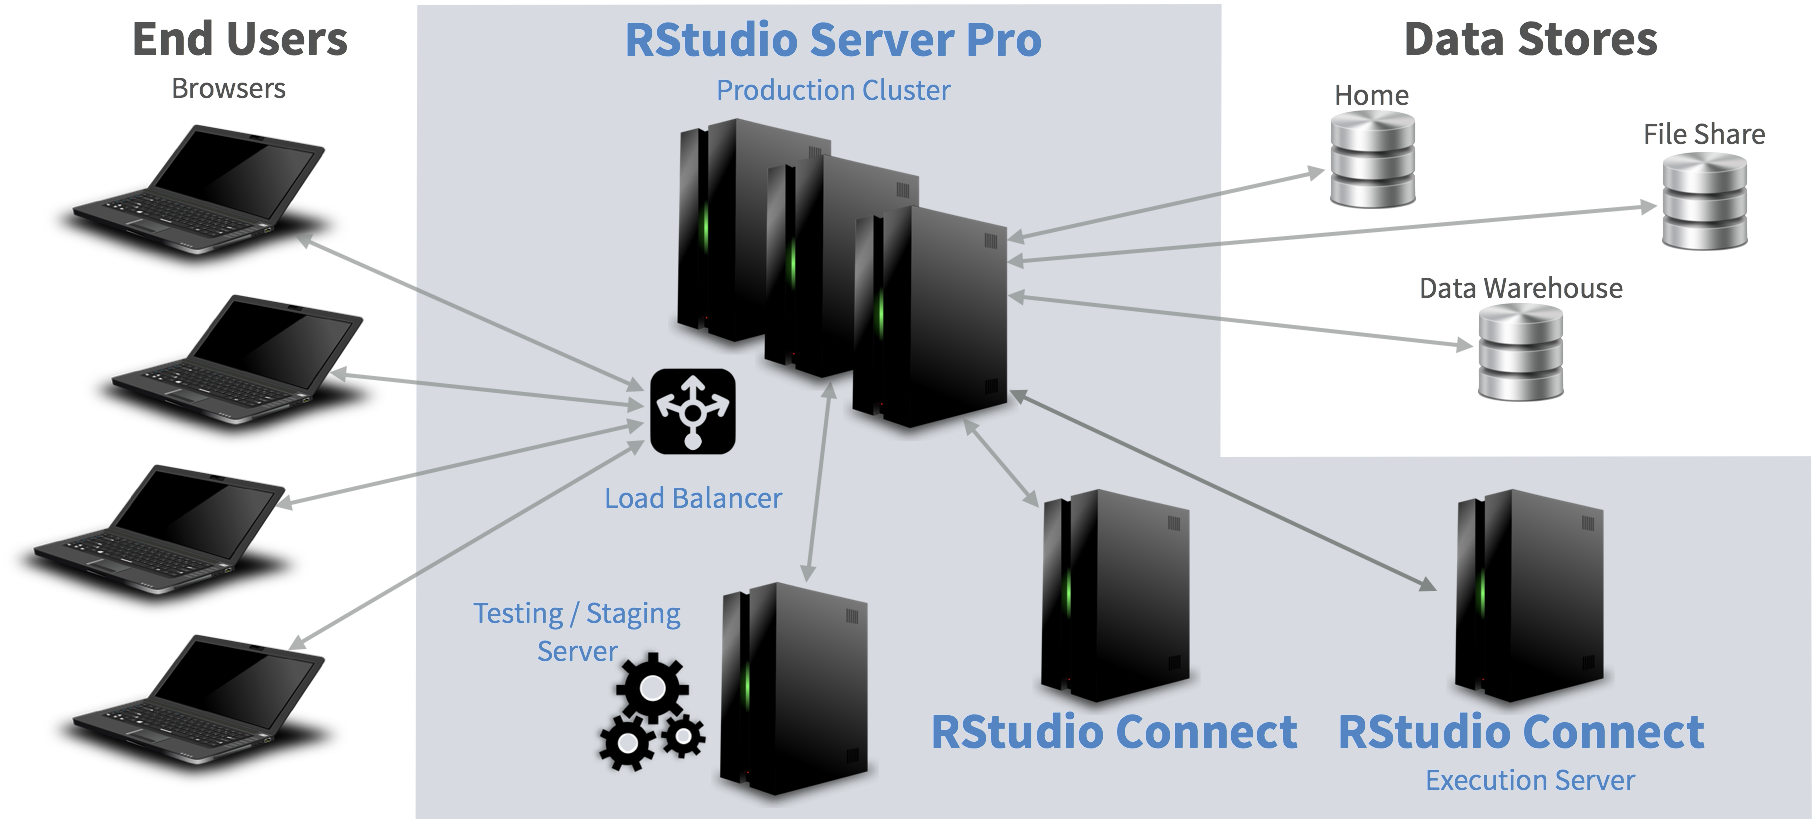 End Users
Browsers
RStudio Server Pro
Production Cluster
Data Stores
Home
File Share
Data Warehouse
Load Balancer
Testing / Staging
Server
RStudio Connect
RStudio Connect
Execution Server